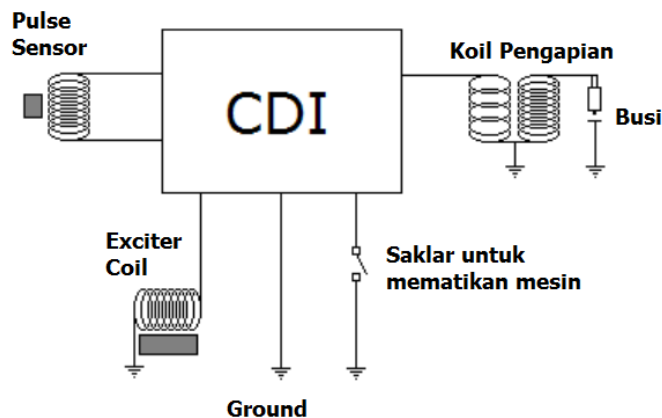 Pulse
Sensor
CDI
Koil Pengapian
Busi
Exciter
Coil
Saklar untuk
mematikan mesin
Ground